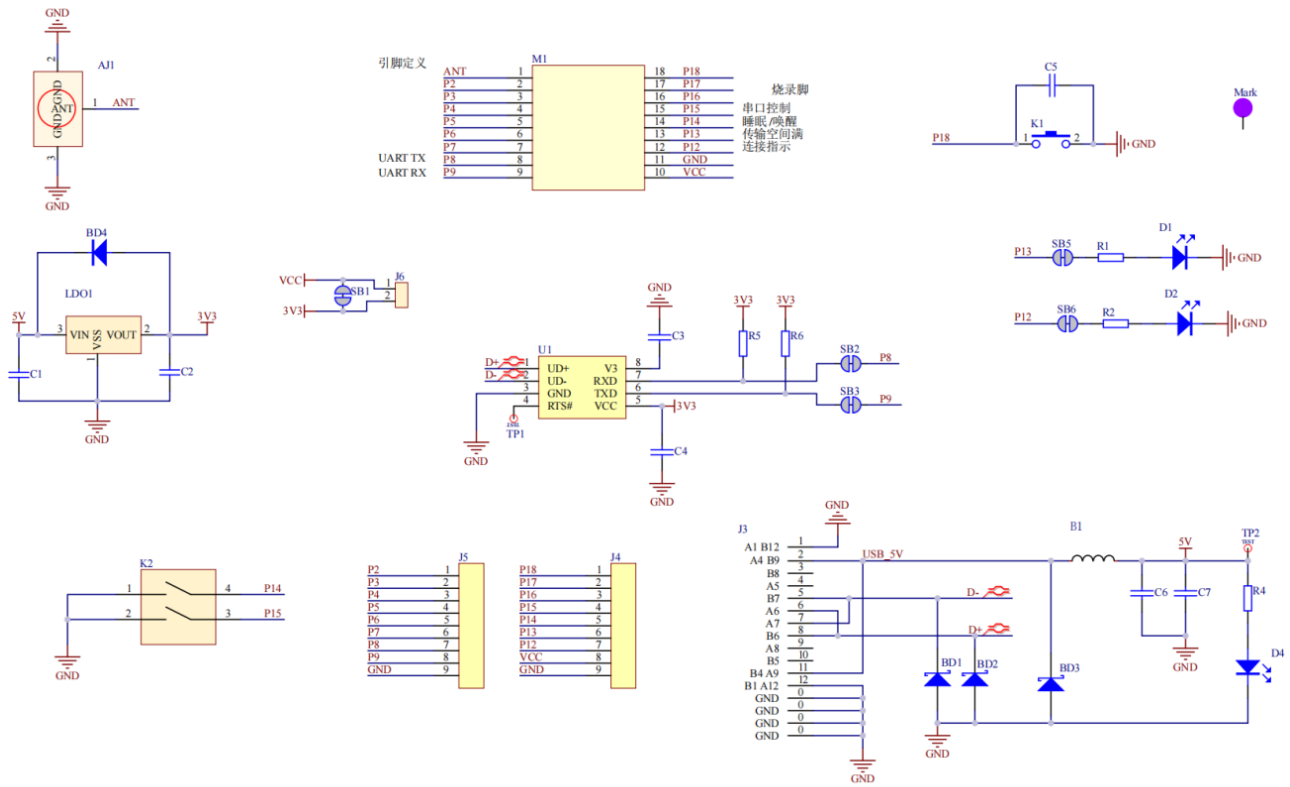 GND
2
AJ1
GND
ANT
GND
1 ANT
3
GND
引脚定义
M1
ANT 1 18 P18
P2 2 17 P17 烧录脚
P3 3 16 P16
P4 4 15 P15 串口控制
P5 5 14 P14 睡眠/唤醒
P6 6 13 P13 传输空间满
P7 7 12 P12 连接指示
UART TX P8 8 11 GND
UART RX P9 9 10 VCC
C5
K1
P18 1 2 GND
Mark
BD4
LDO1
5V 3 VIN VSS VOUT 2 3V3
1
C1 C2
GND
VCC 1 J6
SB1
3V3 2
GND
C3
3V3 3V3
R5 R6
U1
D+ 1 UD+ V3 8
D- 2 UD- RXD 7
3 GND TXD 6
4 RTS# VCC 5 3V3
TP1
SB2 P8
SB3 P9
GND
C4
GND
P13 SB5 R1 D1 GND
P12 SB6 R2 D2 GND
K2
1 4 P14
2 3 P15
GND
J5
P2 1
P3 2
P4 3
P5 4
P6 5
P7 6
P8 7
P9 8
GND 9
J4
P18 1
P17 2
P16 3
P15 4
P14 5
P13 6
P12 7
VCC 8
GND 9
J3
GND
A1 B12 1
A4 B9 2 USB_5V
B8 3
A5 4
B7 5 D-
A6 6
A7 7
B6 8 D+
A8 9
B5 10
B4 A9 11
B1 A12 12
GND 0
GND 0
GND 0
GND 0
GND
BD1 BD2 BD3
GND
B1
5V
TP2
TEST
C6 C7
R4
GND
D4